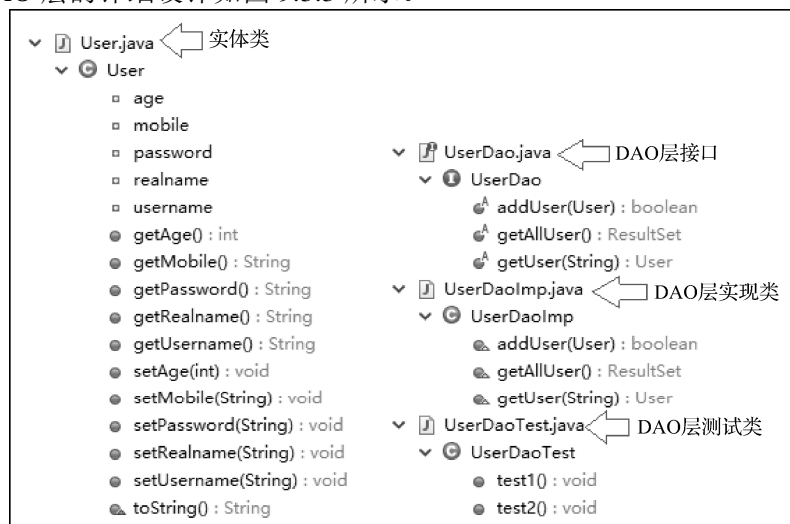 User.java 实体类
User
age
mobile
password
realname
username
getAge() : int
getMobile() : String
getPassword() : String
getRealname() : String
getUsername() : String
setAge(int) : void
setMobile(String) : void
setPassword(String) : void
setRealname(String) : void
setUsername(String) : void
toString() : String
UserDao.java DAO层接口
UserDao
addUser(User) : boolean
getAllUser() : ResultSet
getUser(String) : User
UserDaoImp.java DAO层实现类
UserDaoImp
addUser(User) : boolean
getAllUser() : ResultSet
getUser(String) : User
UserDaoTest.java DAO层测试类
UserDaoTest
test1() : void
test2() : void